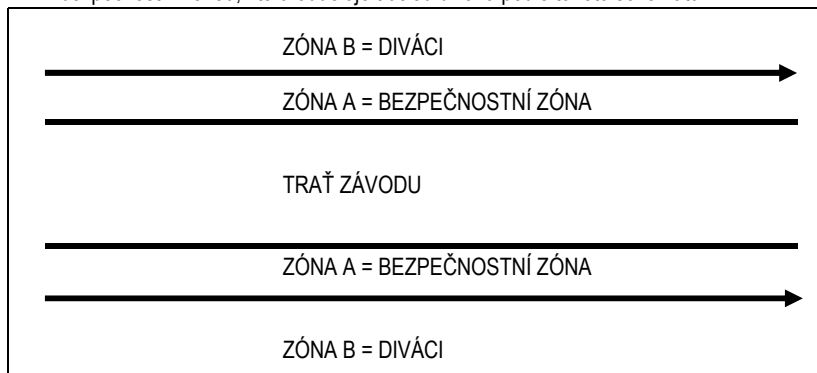 ZÓNA B = DIVÁCI
ZÓNA A = BEZPEČNOSTNÍ ZÓNA
TRAŤ ZÁVODU
ZÓNA A = BEZPEČNOSTNÍ ZÓNA
ZÓNA B = DIVÁCI